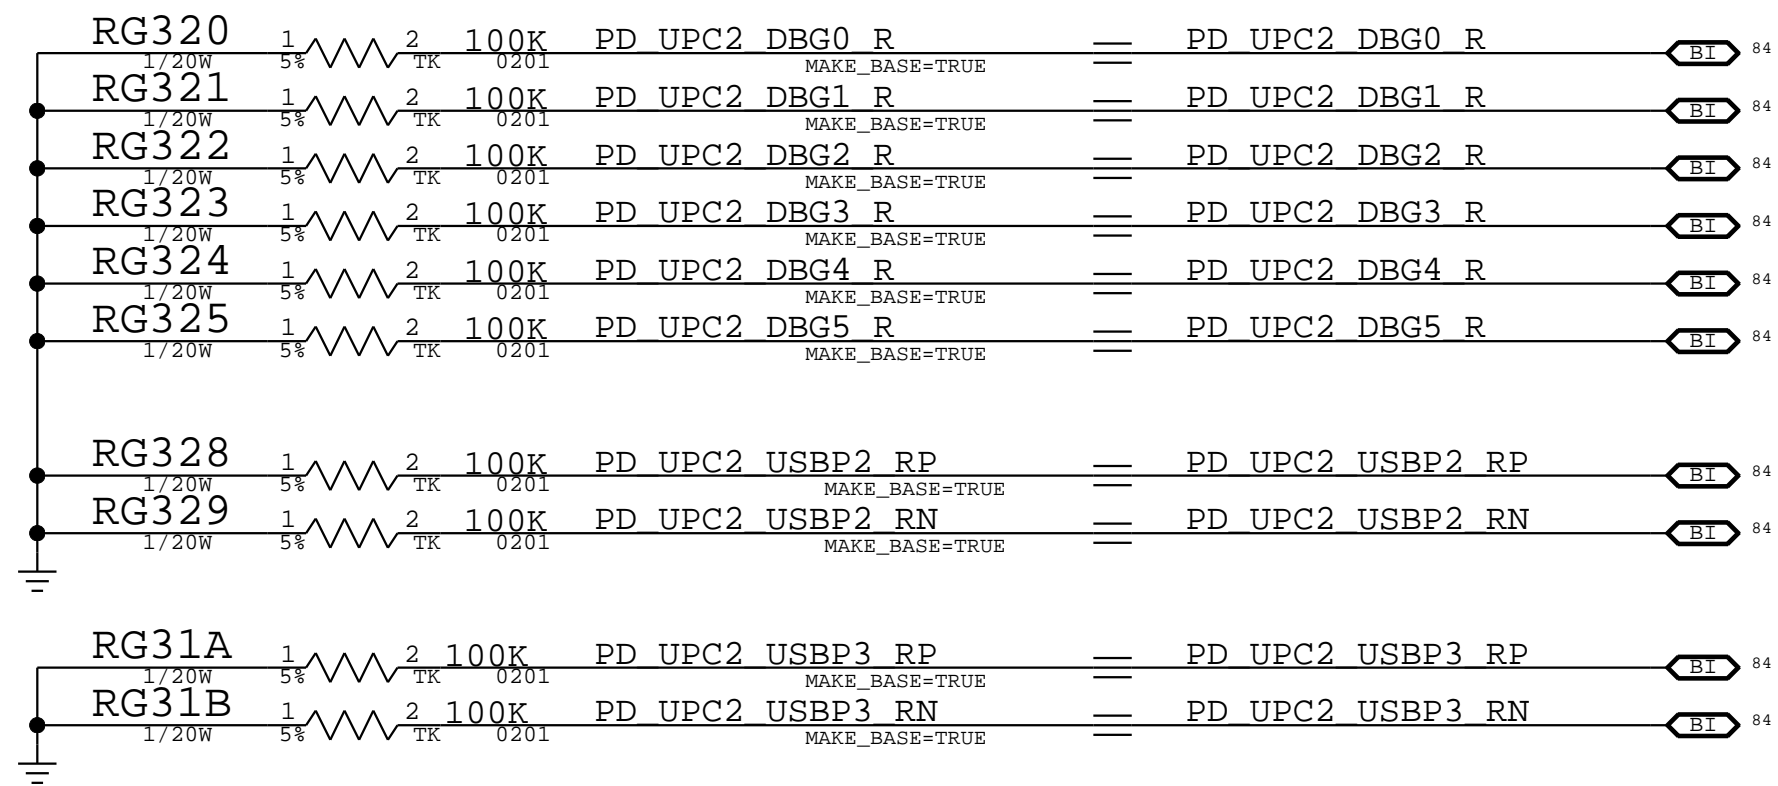 RG320 1 2 100K PD_UPC2_DBG0_R PD_UPC2_DBG0_R BI 84
1/20W 5% TK 0201 MAKE_BASE=TRUE
RG321 1 2 100K PD_UPC2_DBG1_R PD_UPC2_DBG1_R BI 84
1/20W 5% TK 0201 MAKE_BASE=TRUE
RG322 1 2 100K PD_UPC2_DBG2_R PD_UPC2_DBG2_R BI 84
1/20W 5% TK 0201 MAKE_BASE=TRUE
RG323 1 2 100K PD_UPC2_DBG3_R PD_UPC2_DBG3_R BI 84
1/20W 5% TK 0201 MAKE_BASE=TRUE
RG324 1 2 100K PD_UPC2_DBG4_R PD_UPC2_DBG4_R BI 84
1/20W 5% TK 0201 MAKE_BASE=TRUE
RG325 1 2 100K PD_UPC2_DBG5_R PD_UPC2_DBG5_R BI 84
1/20W 5% TK 0201 MAKE_BASE=TRUE
RG328 1 2 100K PD_UPC2_USBP2_RP PD_UPC2_USBP2_RP BI 84
1/20W 5% TK 0201 MAKE_BASE=TRUE
RG329 1 2 100K PD_UPC2_USBP2_RN PD_UPC2_USBP2_RN BI 84
1/20W 5% TK 0201 MAKE_BASE=TRUE
RG31A 1 2 100K PD_UPC2_USBP3_RP PD_UPC2_USBP3_RP BI 84
1/20W 5% TK 0201 MAKE_BASE=TRUE
RG31B 1 2 100K PD_UPC2_USBP3_RN PD_UPC2_USBP3_RN BI 84
1/20W 5% TK 0201 MAKE_BASE=TRUE